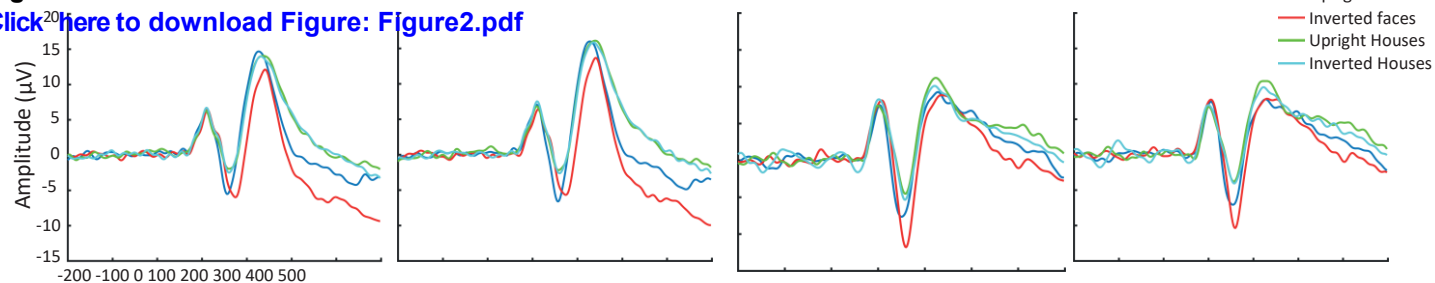 Click here to download Figure: Figure2.pdf
Inverted faces
Upright Houses
Inverted Houses
Amplitude (µV)
20
15
10
5
0
-5
-10
-15
-200 -100 0 100 200 300 400 500